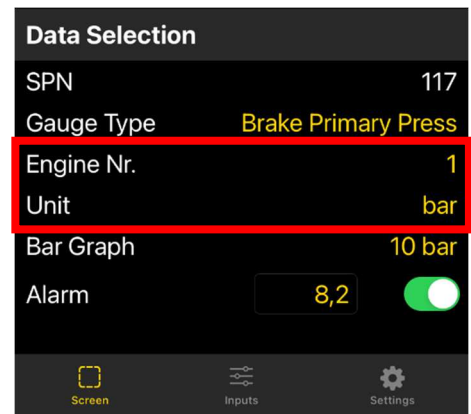 Data Selection
SPN 117
Gauge Type Brake Primary Press
Engine Nr. 1
Unit bar
Bar Graph 10 bar
Alarm 8,2
Screen Inputs Settings